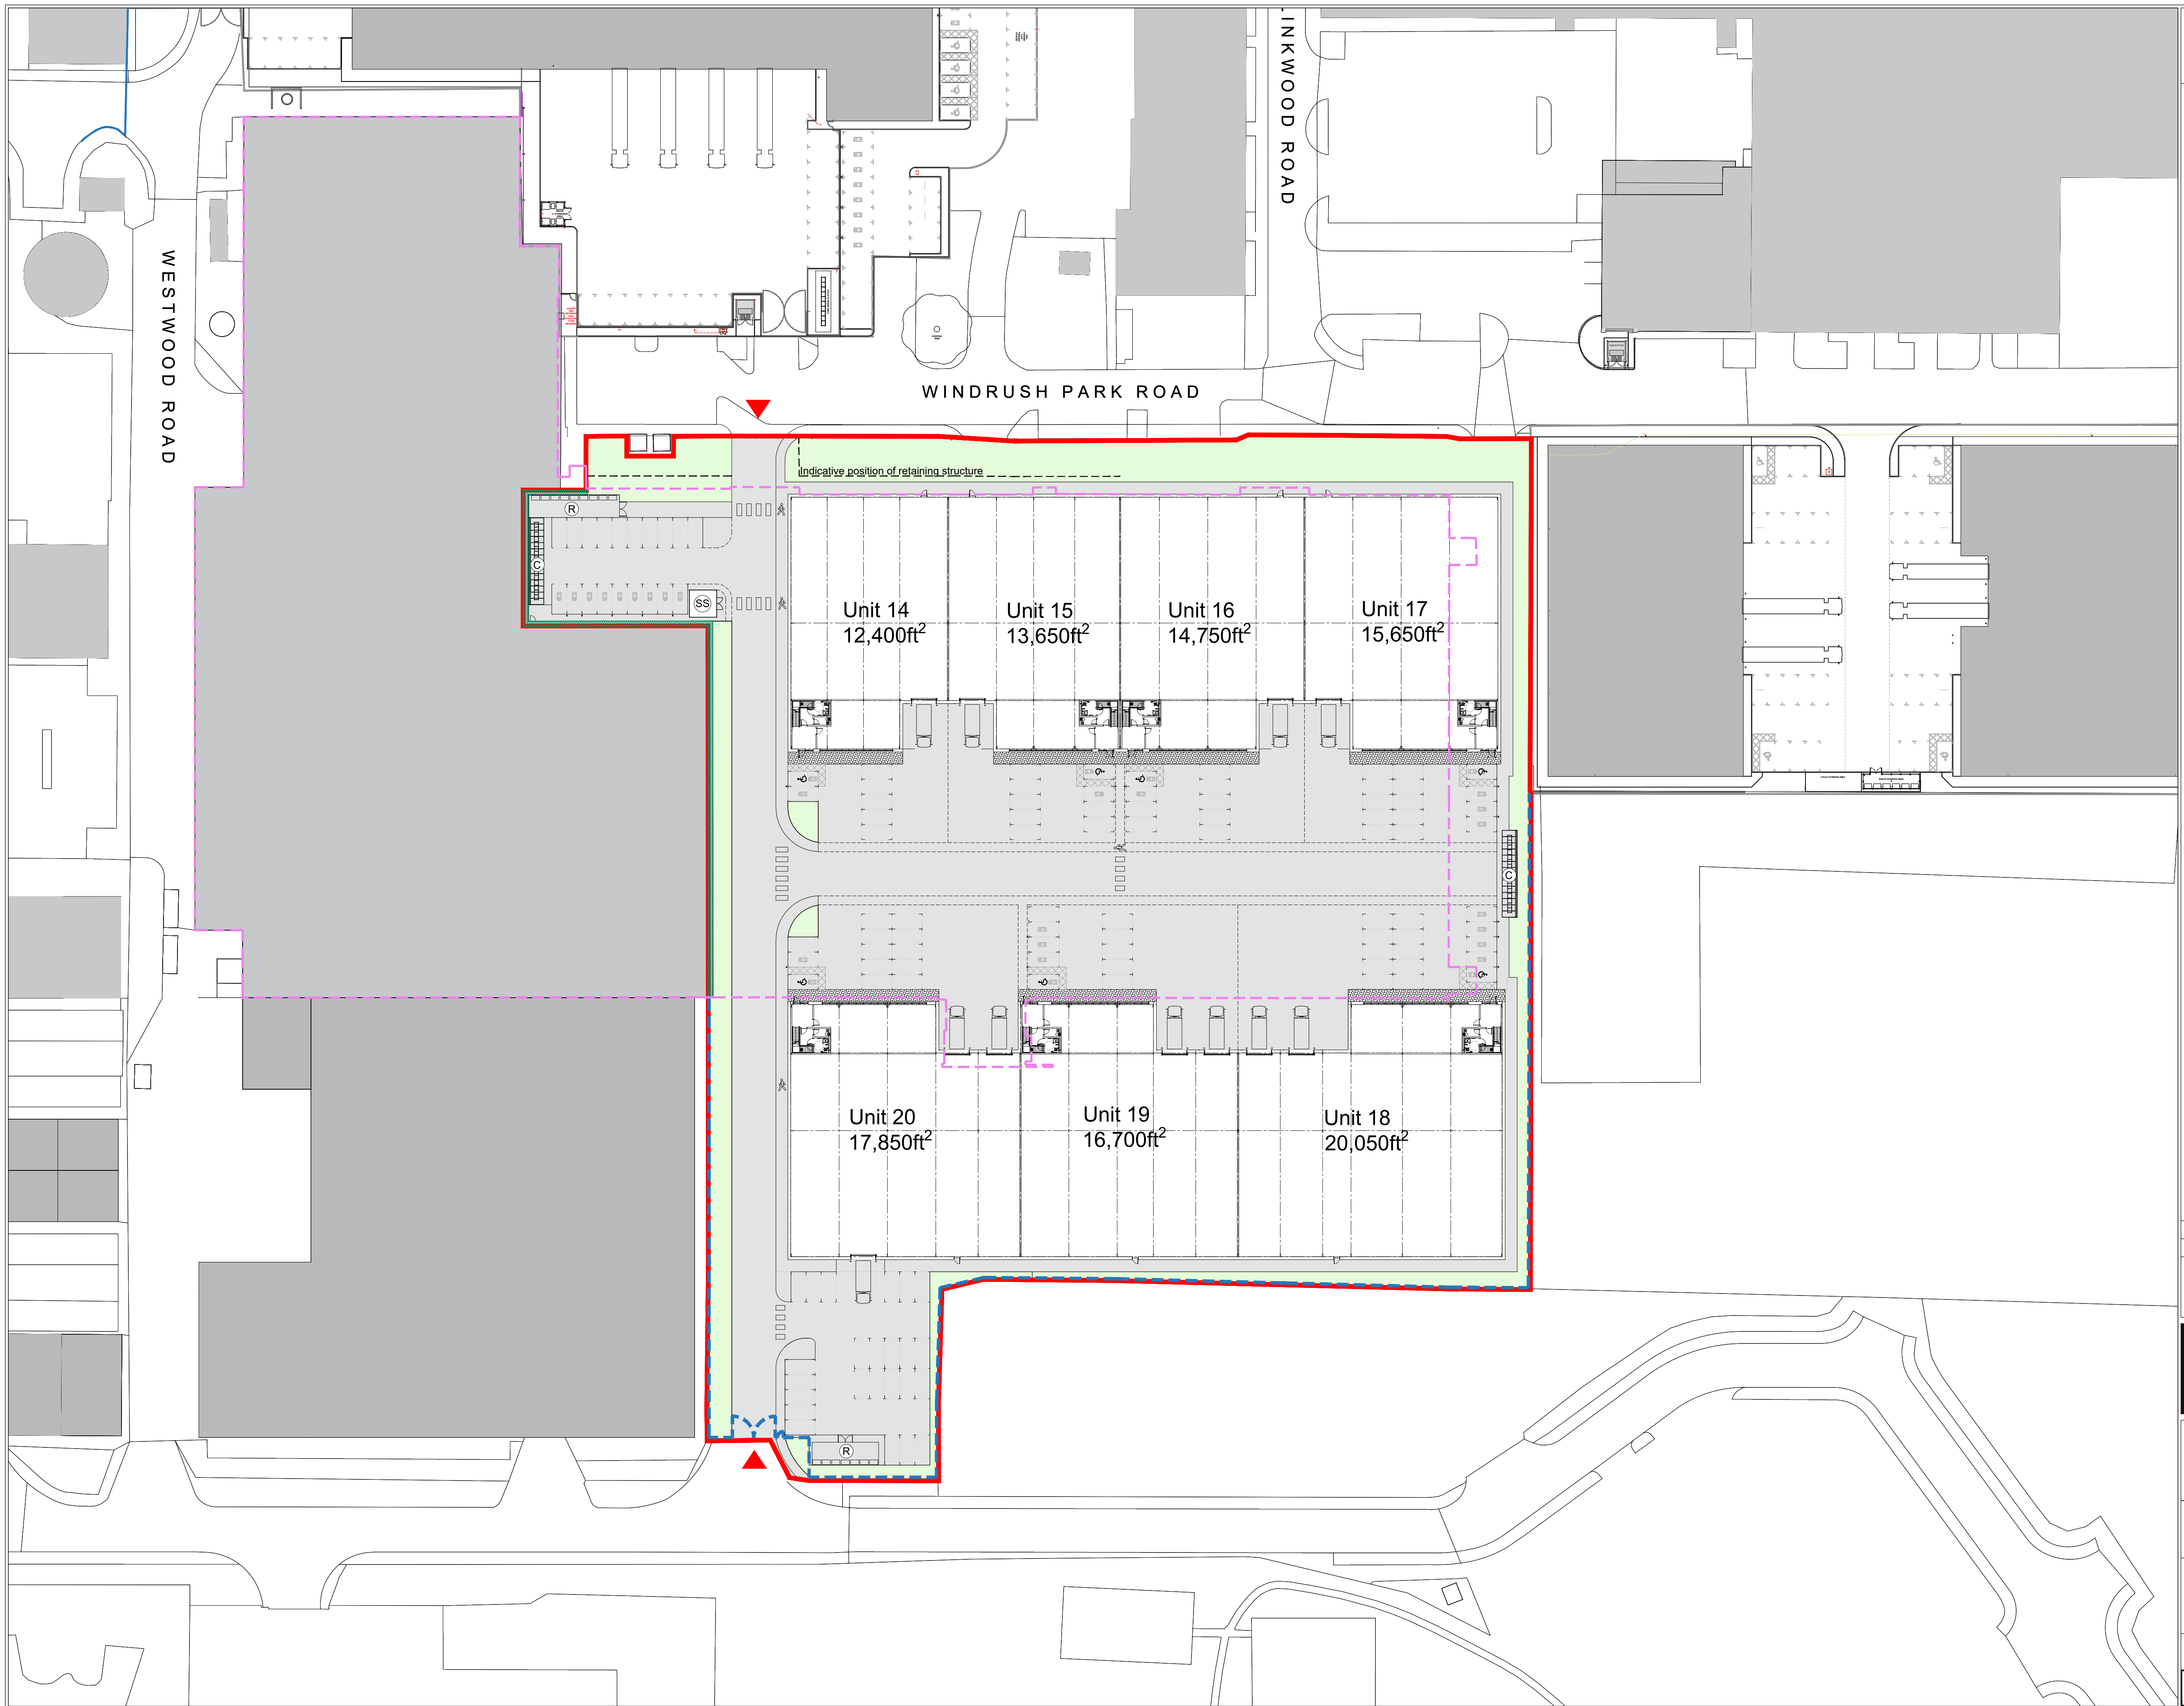 LINKWOOD ROAD
WESTWOOD ROAD
WINDRUSH PARK ROAD
Indicative position of retaining structure
R
C
SS
Unit 14
12,400ft²
Unit 15
13,650ft²
Unit 16
14,750ft²
Unit 17
15,650ft²
C
Unit 20
17,850ft²
Unit 19
16,700ft²
Unit 18
20,050ft²
R